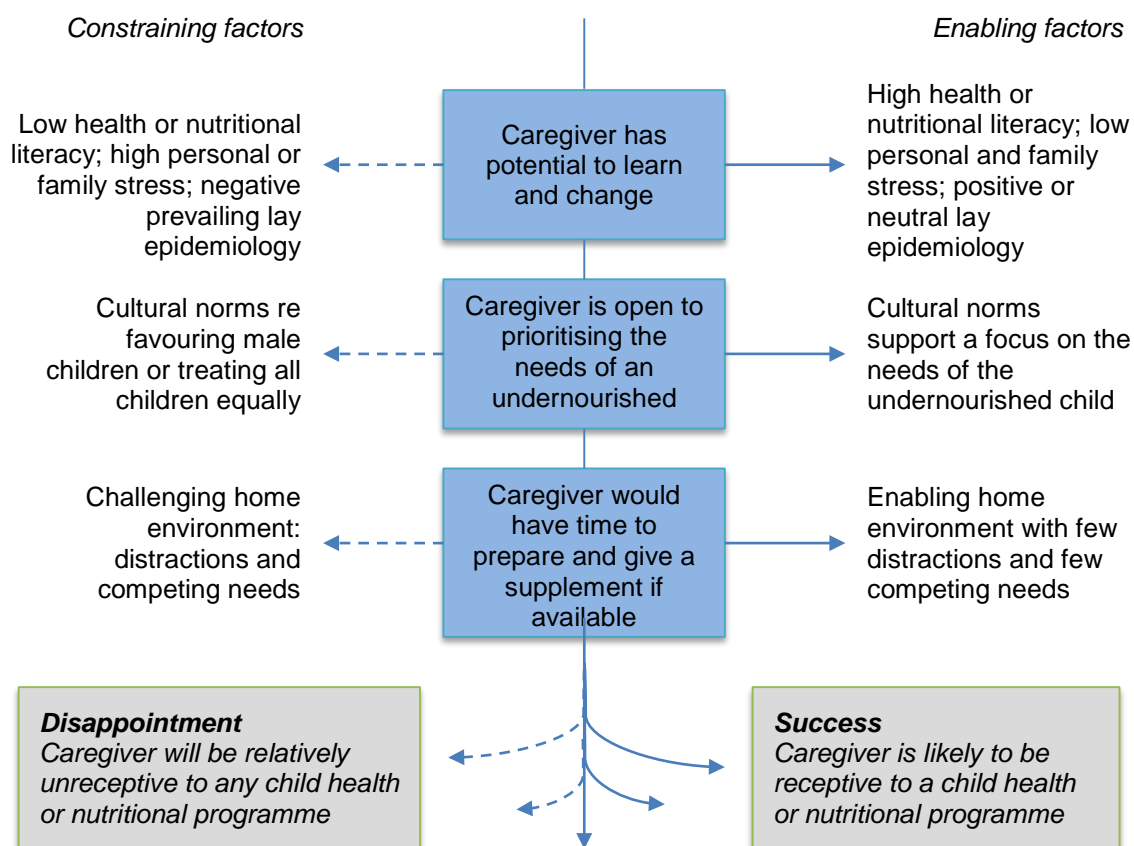 Constraining factors
Enabling factors
Low health or nutritional
literacy; high personal or
family stress; negative
prevailing lay
epidemiology
Caregiver has
potential to learn
and change
High health or
nutritional literacy; low
personal and family
stress; positive or
neutral lay
epidemiology
Cultural norms re
favouring male
children or treating all
children equally
Caregiver is open to
prioritising the
needs of an
undernourished
Cultural norms
support a focus on the
needs of the
undernourished child
Challenging home
environment:
distractions and
competing needs
Caregiver would
have time to
prepare and give a
supplement if
available
Enabling home
environment with few
distractions and few
competing needs
Disappointment
Caregiver will be relatively
unreceptive to any child health
or nutritional programme
Success
Caregiver is likely to be
receptive to a child health
or nutritional programme